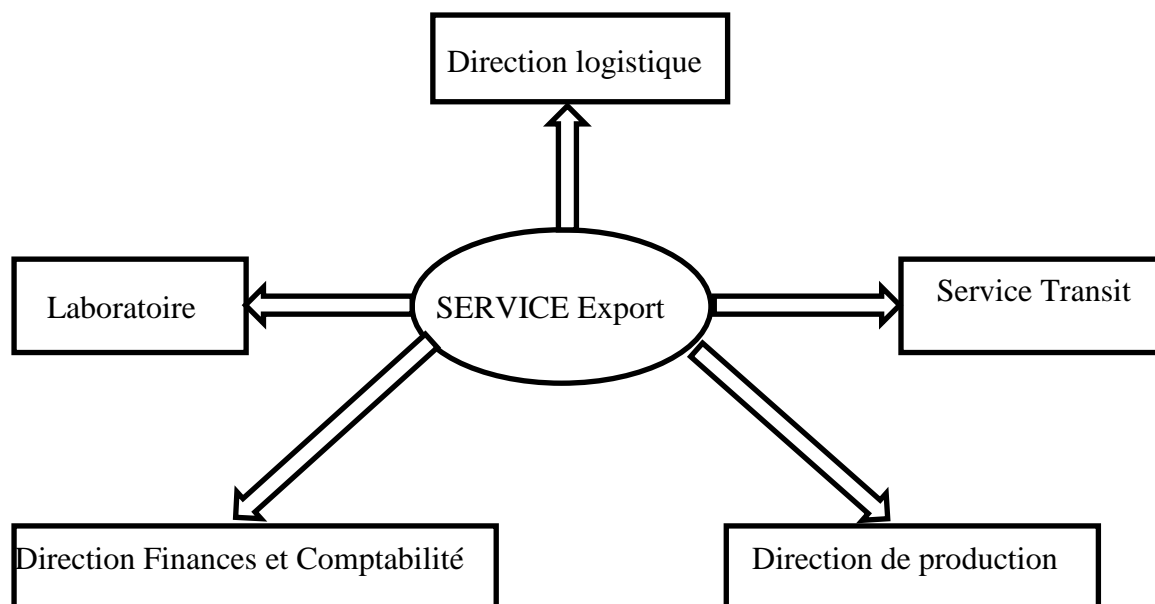 Direction logistique
Laboratoire
SERVICE Export
Service Transit
Direction Finances et Comptabilité
Direction de production